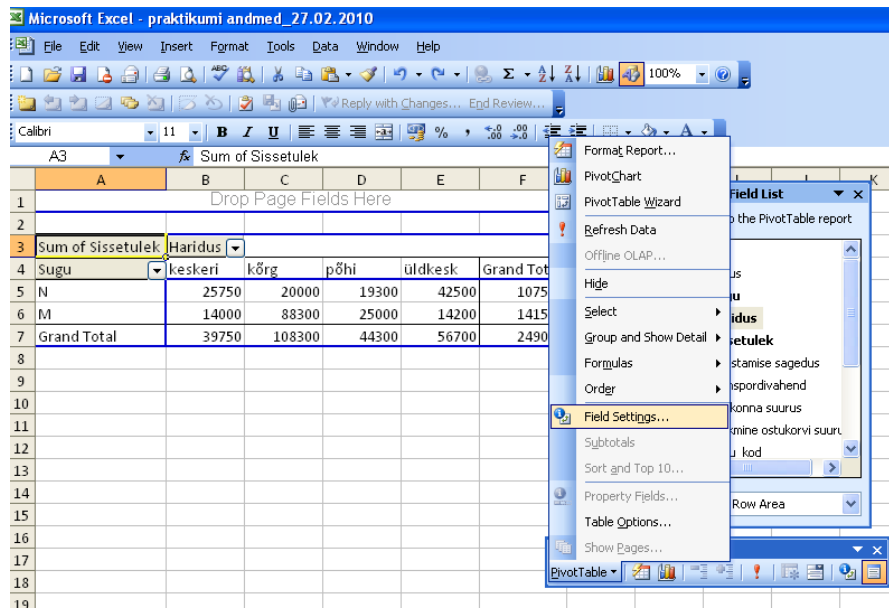 Microsoft Excel - praktikumi andmed_27.02.2010
File Edit View Insert Format Tools Data Window Help
100%
Reply with Changes... End Review...
Calibri 11 B I U
A3 fx Sum of Sissetulek
A B C D E F K
1 Drop Page Fields Here
2
3 Sum of Sissetulek Haridus
4 Sugu keskeri kõrg põhi üldkesk Grand Tot
5 N 25750 20000 19300 42500 1075
6 M 14000 88300 25000 14200 1415
7 Grand Total 39750 108300 44300 56700 2490
8
9
10
11
12
13
14
15
16
17
18
19
Format Report...
PivotChart
PivotTable Wizard
Refresh Data
Offline OLAP...
Hide
Select
Group and Show Detail
Formulas
Order
Field Settings...
Subtotals
Sort and Top 10...
Property Fields...
Table Options...
Show Pages...
PivotTable
Field List
the PivotTable report
us
u
idus
setulek
stamise sagedus
nspordivahend
konna suurus
kmine ostukorvi suuru
u kod
Row Area